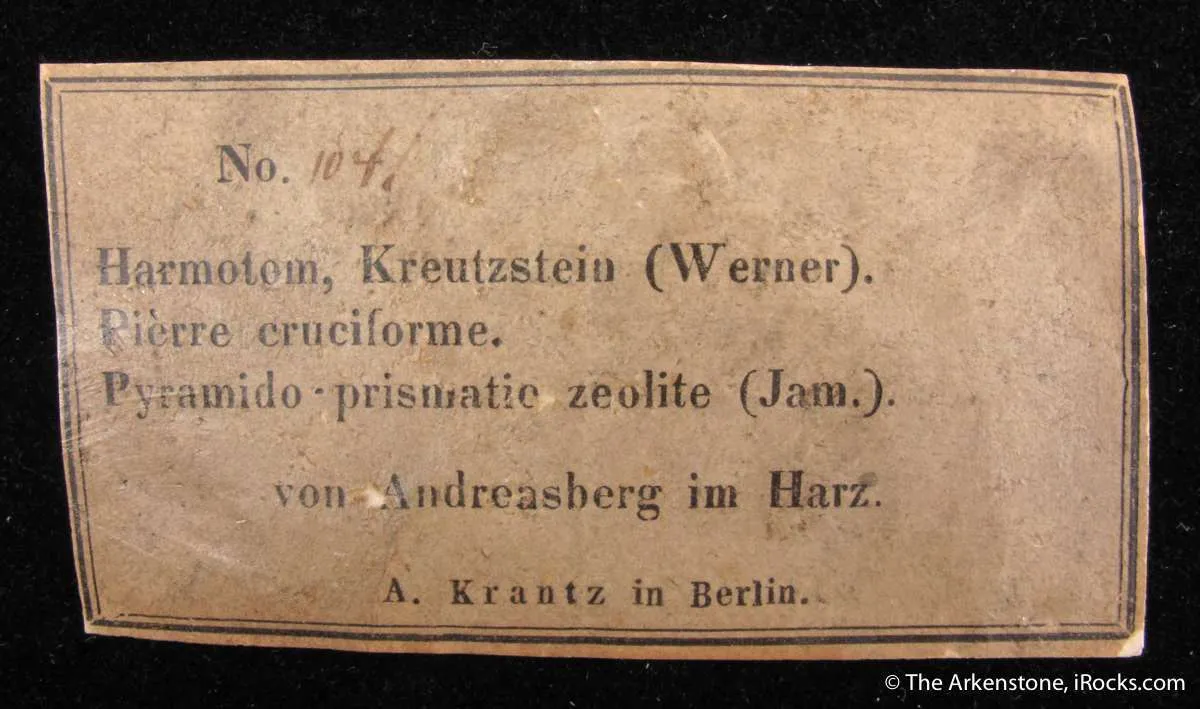 No. 104.
Harmotom, Kreutzstein (Werner).
Pièrre cruciforme.
Pyramido-prismatic zeolite (Jam.).
von Andreasberg im Harz.
A. Krantz in Berlin.
© The Arkenstone, iRocks.com